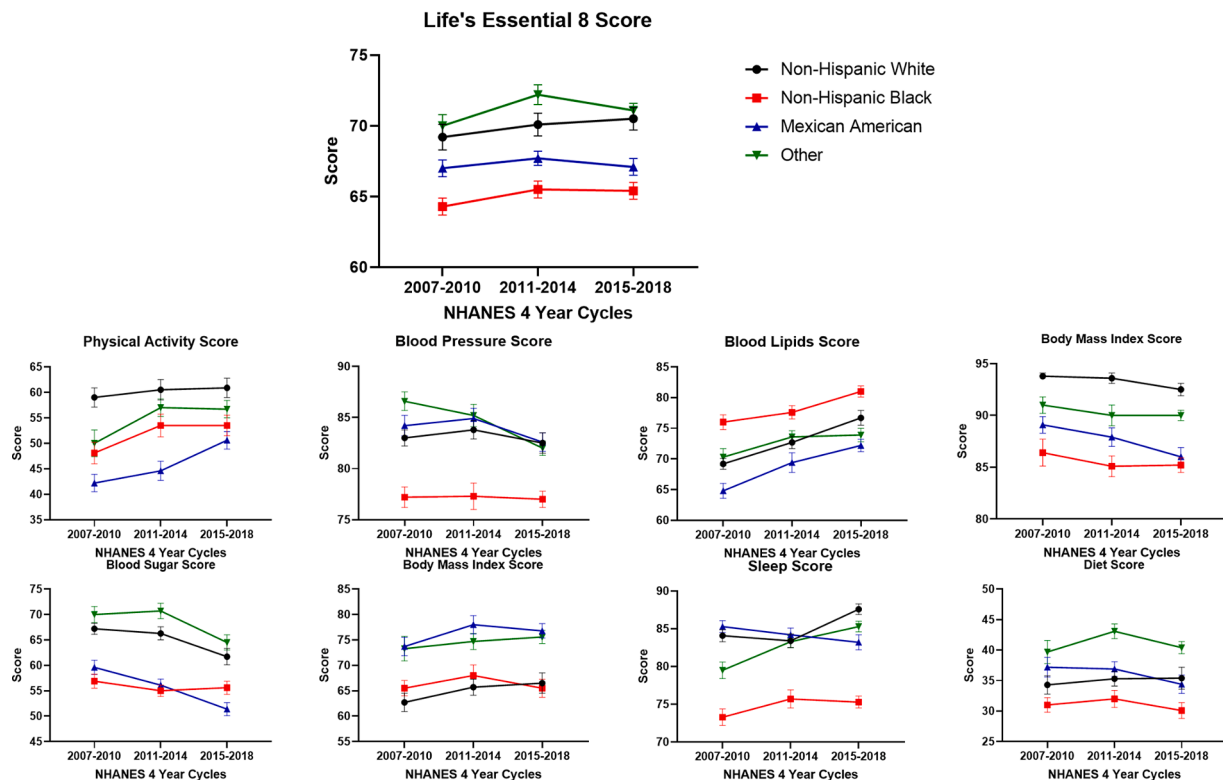 Life's Essential 8 Score
75
70
65
60
Score
2007-2010 2011-2014 2015-2018
NHANES 4 Year Cycles
Non-Hispanic White
Non-Hispanic Black
Mexican American
Other
Physical Activity Score
65
60
55
50
45
40
35
Score
2007-2010 2011-2014 2015-2018
NHANES 4 Year Cycles
Blood Pressure Score
90
85
80
75
Score
2007-2010 2011-2014 2015-2018
NHANES 4 Year Cycles
Blood Lipids Score
85
80
75
70
65
60
Score
2007-2010 2011-2014 2015-2018
NHANES 4 Year Cycles
Body Mass Index Score
95
90
85
80
Score
2007-2010 2011-2014 2015-2018
NHANES 4 Year Cycles
Blood Sugar Score
75
70
65
60
55
50
45
Score
2007-2010 2011-2014 2015-2018
NHANES 4 Year Cycles
Body Mass Index Score
85
80
75
70
65
60
55
Score
2007-2010 2011-2014 2015-2018
NHANES 4 Year Cycles
Sleep Score
90
85
80
75
70
Score
2007-2010 2011-2014 2015-2018
NHANES 4 Year Cycles
Diet Score
50
45
40
35
30
25
Score
2007-2010 2011-2014 2015-2018
NHANES 4 Year Cycles